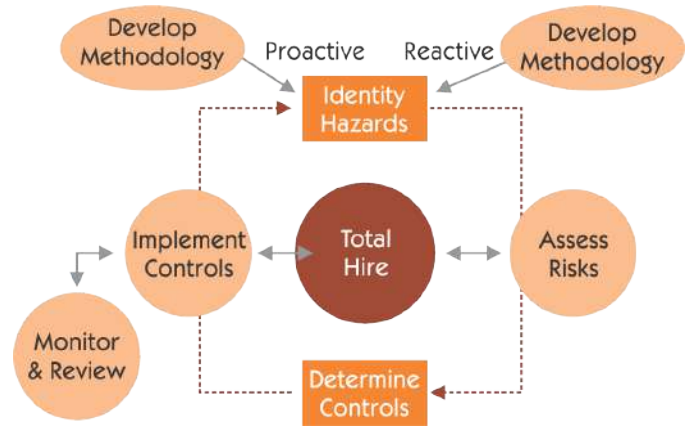 Develop
Methodology
Proactive
Reactive
Develop
Methodology
Identity
Hazards
Implement
Controls
Total
Hire
Assess
Risks
Monitor
& Review
Determine
Controls